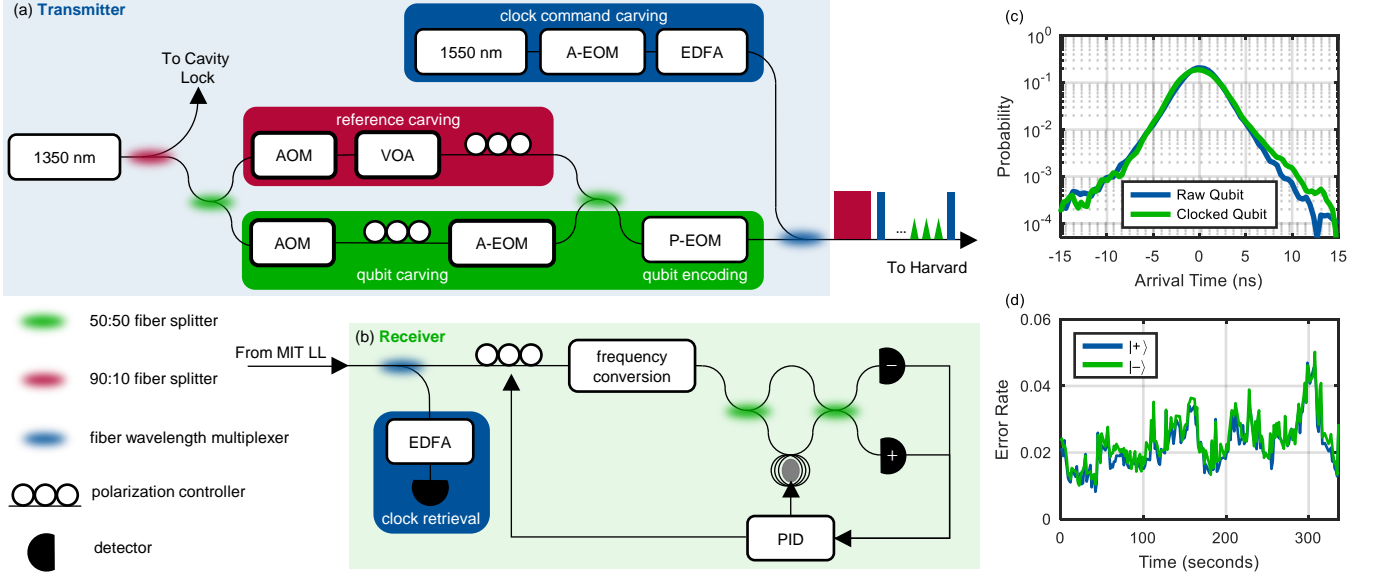 (a) Transmitter
clock command carving
1550 nm
A-EOM
EDFA
To Cavity
Lock
reference carving
1350 nm
AOM
VOA
AOM
A-EOM
P-EOM
qubit carving
qubit encoding
...
To Harvard
50:50 fiber splitter
90:10 fiber splitter
fiber wavelength multiplexer
polarization controller
detector
(b) Receiver
From MIT LL
frequency
conversion
−
+
EDFA
clock retrieval
PID
(c)
10^0
10^-1
10^-2
10^-3
10^-4
Probability
Raw Qubit
Clocked Qubit
-15 -10 -5 0 5 10 15
Arrival Time (ns)
(d)
0.06
0.04
0.02
0
Error Rate
|+⟩
|−⟩
0 100 200 300
Time (seconds)